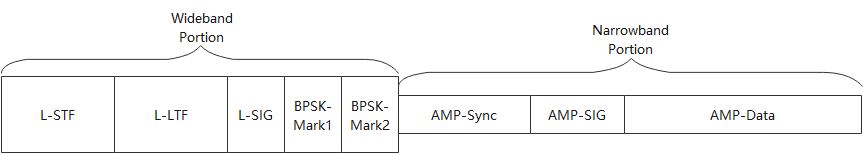 Wideband
Portion
Narrowband
Portion
L-STF
L-LTF
L-SIG
BPSK-
Mark1
BPSK-
Mark2
AMP-Sync
AMP-SIG
AMP-Data